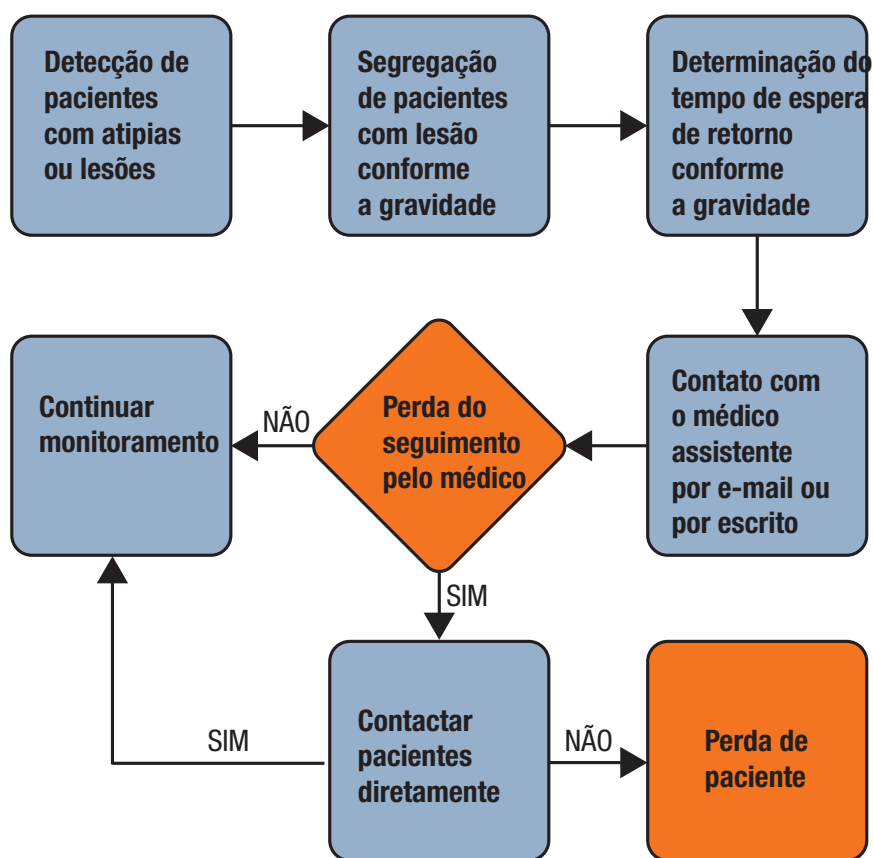 Detecção de
pacientes
com atipias
ou lesões
Segregação
de pacientes
com lesão
conforme
a gravidade
Determinação do
tempo de espera
de retorno
conforme
a gravidade
Contato com
o médico
assistente
por e-mail ou
por escrito
Perda do
seguimento
pelo médico
NÃO
Continuar
monitoramento
SIM
Contactar
pacientes
diretamente
SIM
NÃO
Perda de
paciente